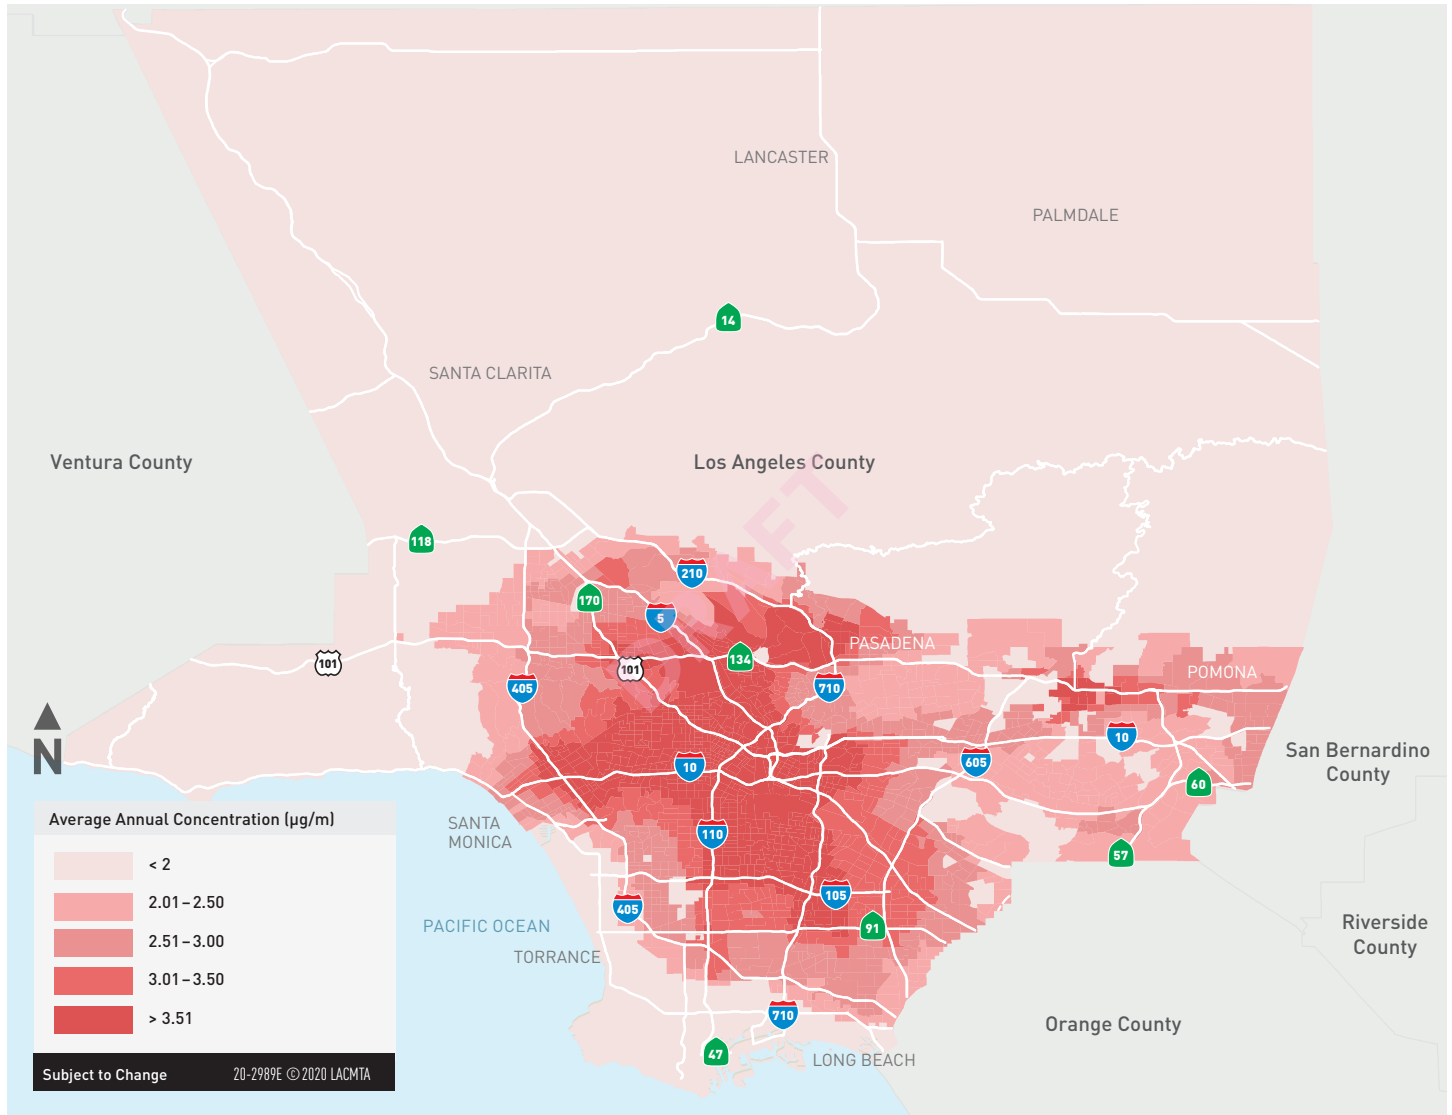 LANCASTER
PALMDALE
14
SANTA CLARITA
Ventura County
Los Angeles County
118
210
170
5
PASADENA
134
101
101
POMONA
405
710
10
San Bernardino
County
605
10
60
N
Average Annual Concentration (µg/m)
< 2
2.01–2.50
2.51–3.00
3.01–3.50
> 3.51
Subject to Change
20-2989E ©2020 LACMTA
SANTA
MONICA
110
57
105
405
91
PACIFIC OCEAN
TORRANCE
Riverside
County
710
Orange County
47
LONG BEACH